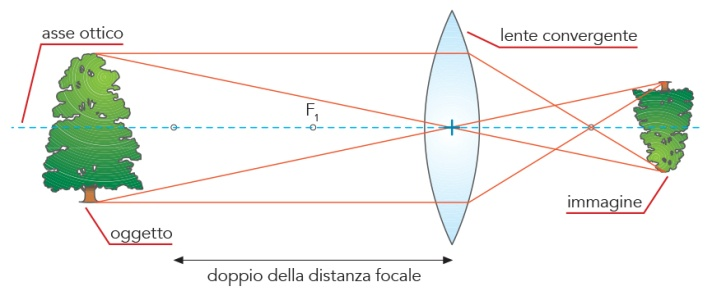 asse ottico
lente convergente
F1
immagine
oggetto
doppio della distanza focale